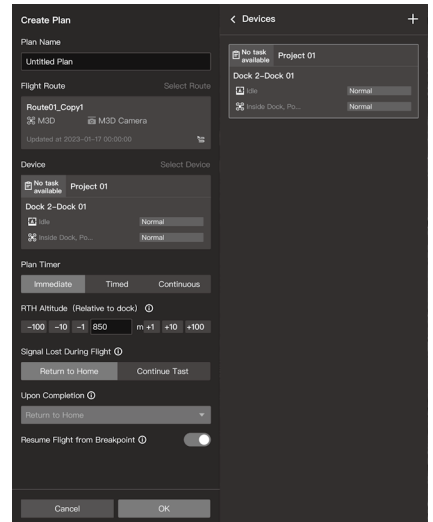 Create Plan
Plan Name
Untitled Plan
Flight Route Select Route
Route01_Copy1
M3D M3D Camera
Updated at 2023-01-17 00:00:00
Device Select Device
No task available Project 01
Dock 2-Dock 01
Idle Normal
Inside Dock, Po... Normal
Plan Timer
Immediate Timed Continuous
RTH Altitude (Relative to dock)
-100 -10 -1 850 m +1 +10 +100
Signal Lost During Flight
Return to Home Continue Tast
Upon Completion
Return to Home
Resume Flight from Breakpoint
Cancel OK
< Devices +
No task available Project 01
Dock 2-Dock 01
Idle Normal
Inside Dock, Po... Normal